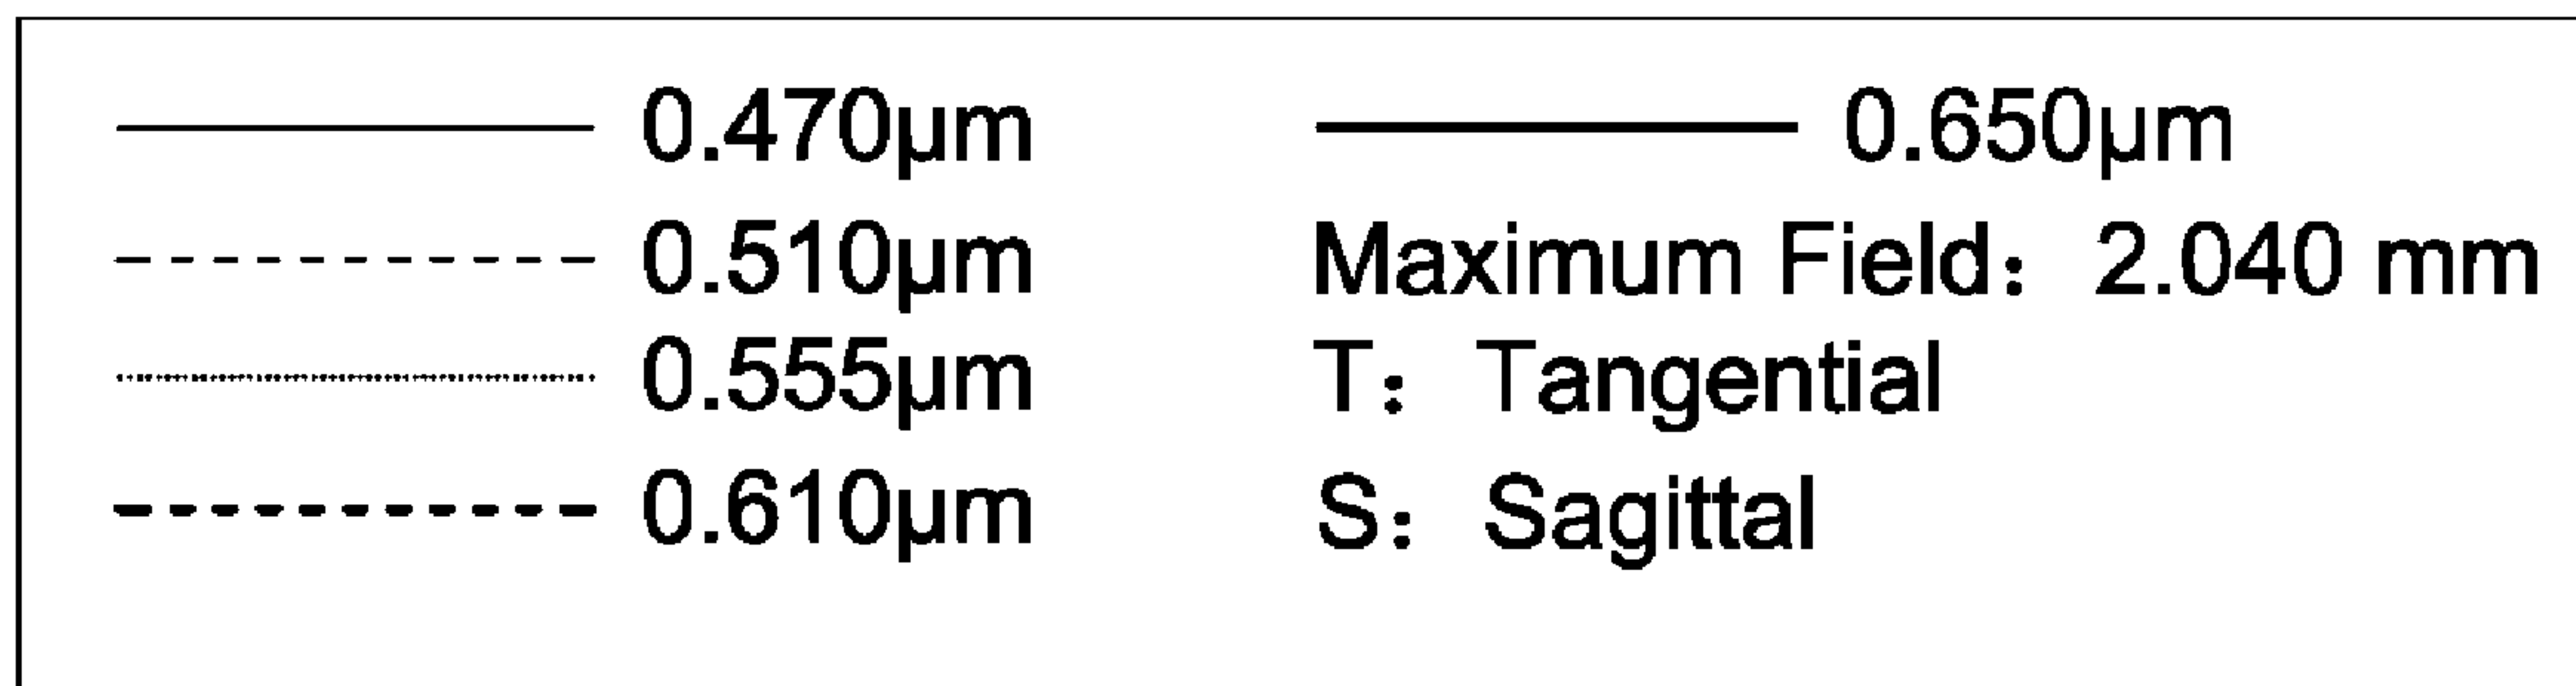 0.470μm
0.510μm
0.555μm
0.610μm
0.650μm
Maximum Field：2.040 mm
T：Tangential
S：Sagittal